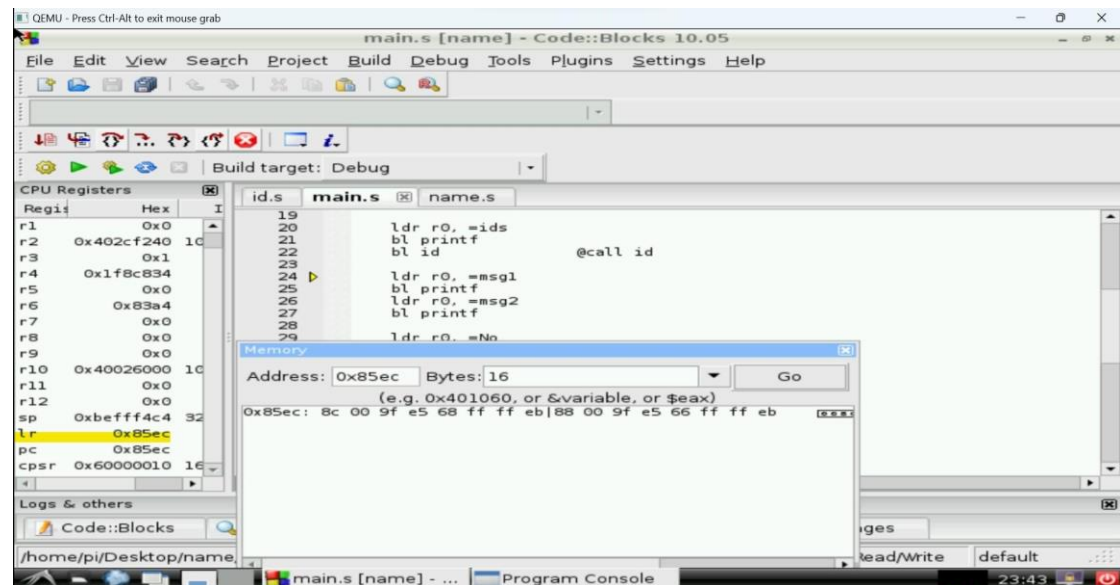 QEMU - Press Ctrl-Alt to exit mouse grab
main.s [name] - Code::Blocks 10.05
File Edit View Search Project Build Debug Tools Plugins Settings Help
Build target: Debug
CPU Registers
id.s main.s name.s
Regis Hex I
r1 0x0
r2 0x402cf240 10
r3 0x1
r4 0x1f8c834
r5 0x0
r6 0x83a4
r7 0x0
r8 0x0
r9 0x0
r10 0x40026000 10
r11 0x0
r12 0x0
sp 0xbefff4c4 32
lr 0x85ec
pc 0x85ec
cpsr 0x60000010 16
19
20 ldr r0, =ids
21 bl printf
22 bl id @call id
23
24 ldr r0, =msg1
25 bl printf
26 ldr r0, =msg2
27 bl printf
28
29 ldr r0, =No
Memory
Address: 0x85ec Bytes: 16 Go
(e.g. 0x401060, or &variable, or $eax)
0x85ec: 8c 00 9f e5 68 ff ff eb|88 00 9f e5 66 ff ff eb
Logs & others
Code::Blocks
ges
/home/pi/Desktop/name, Read/Write default
main.s [name] - ... Program Console 23:43